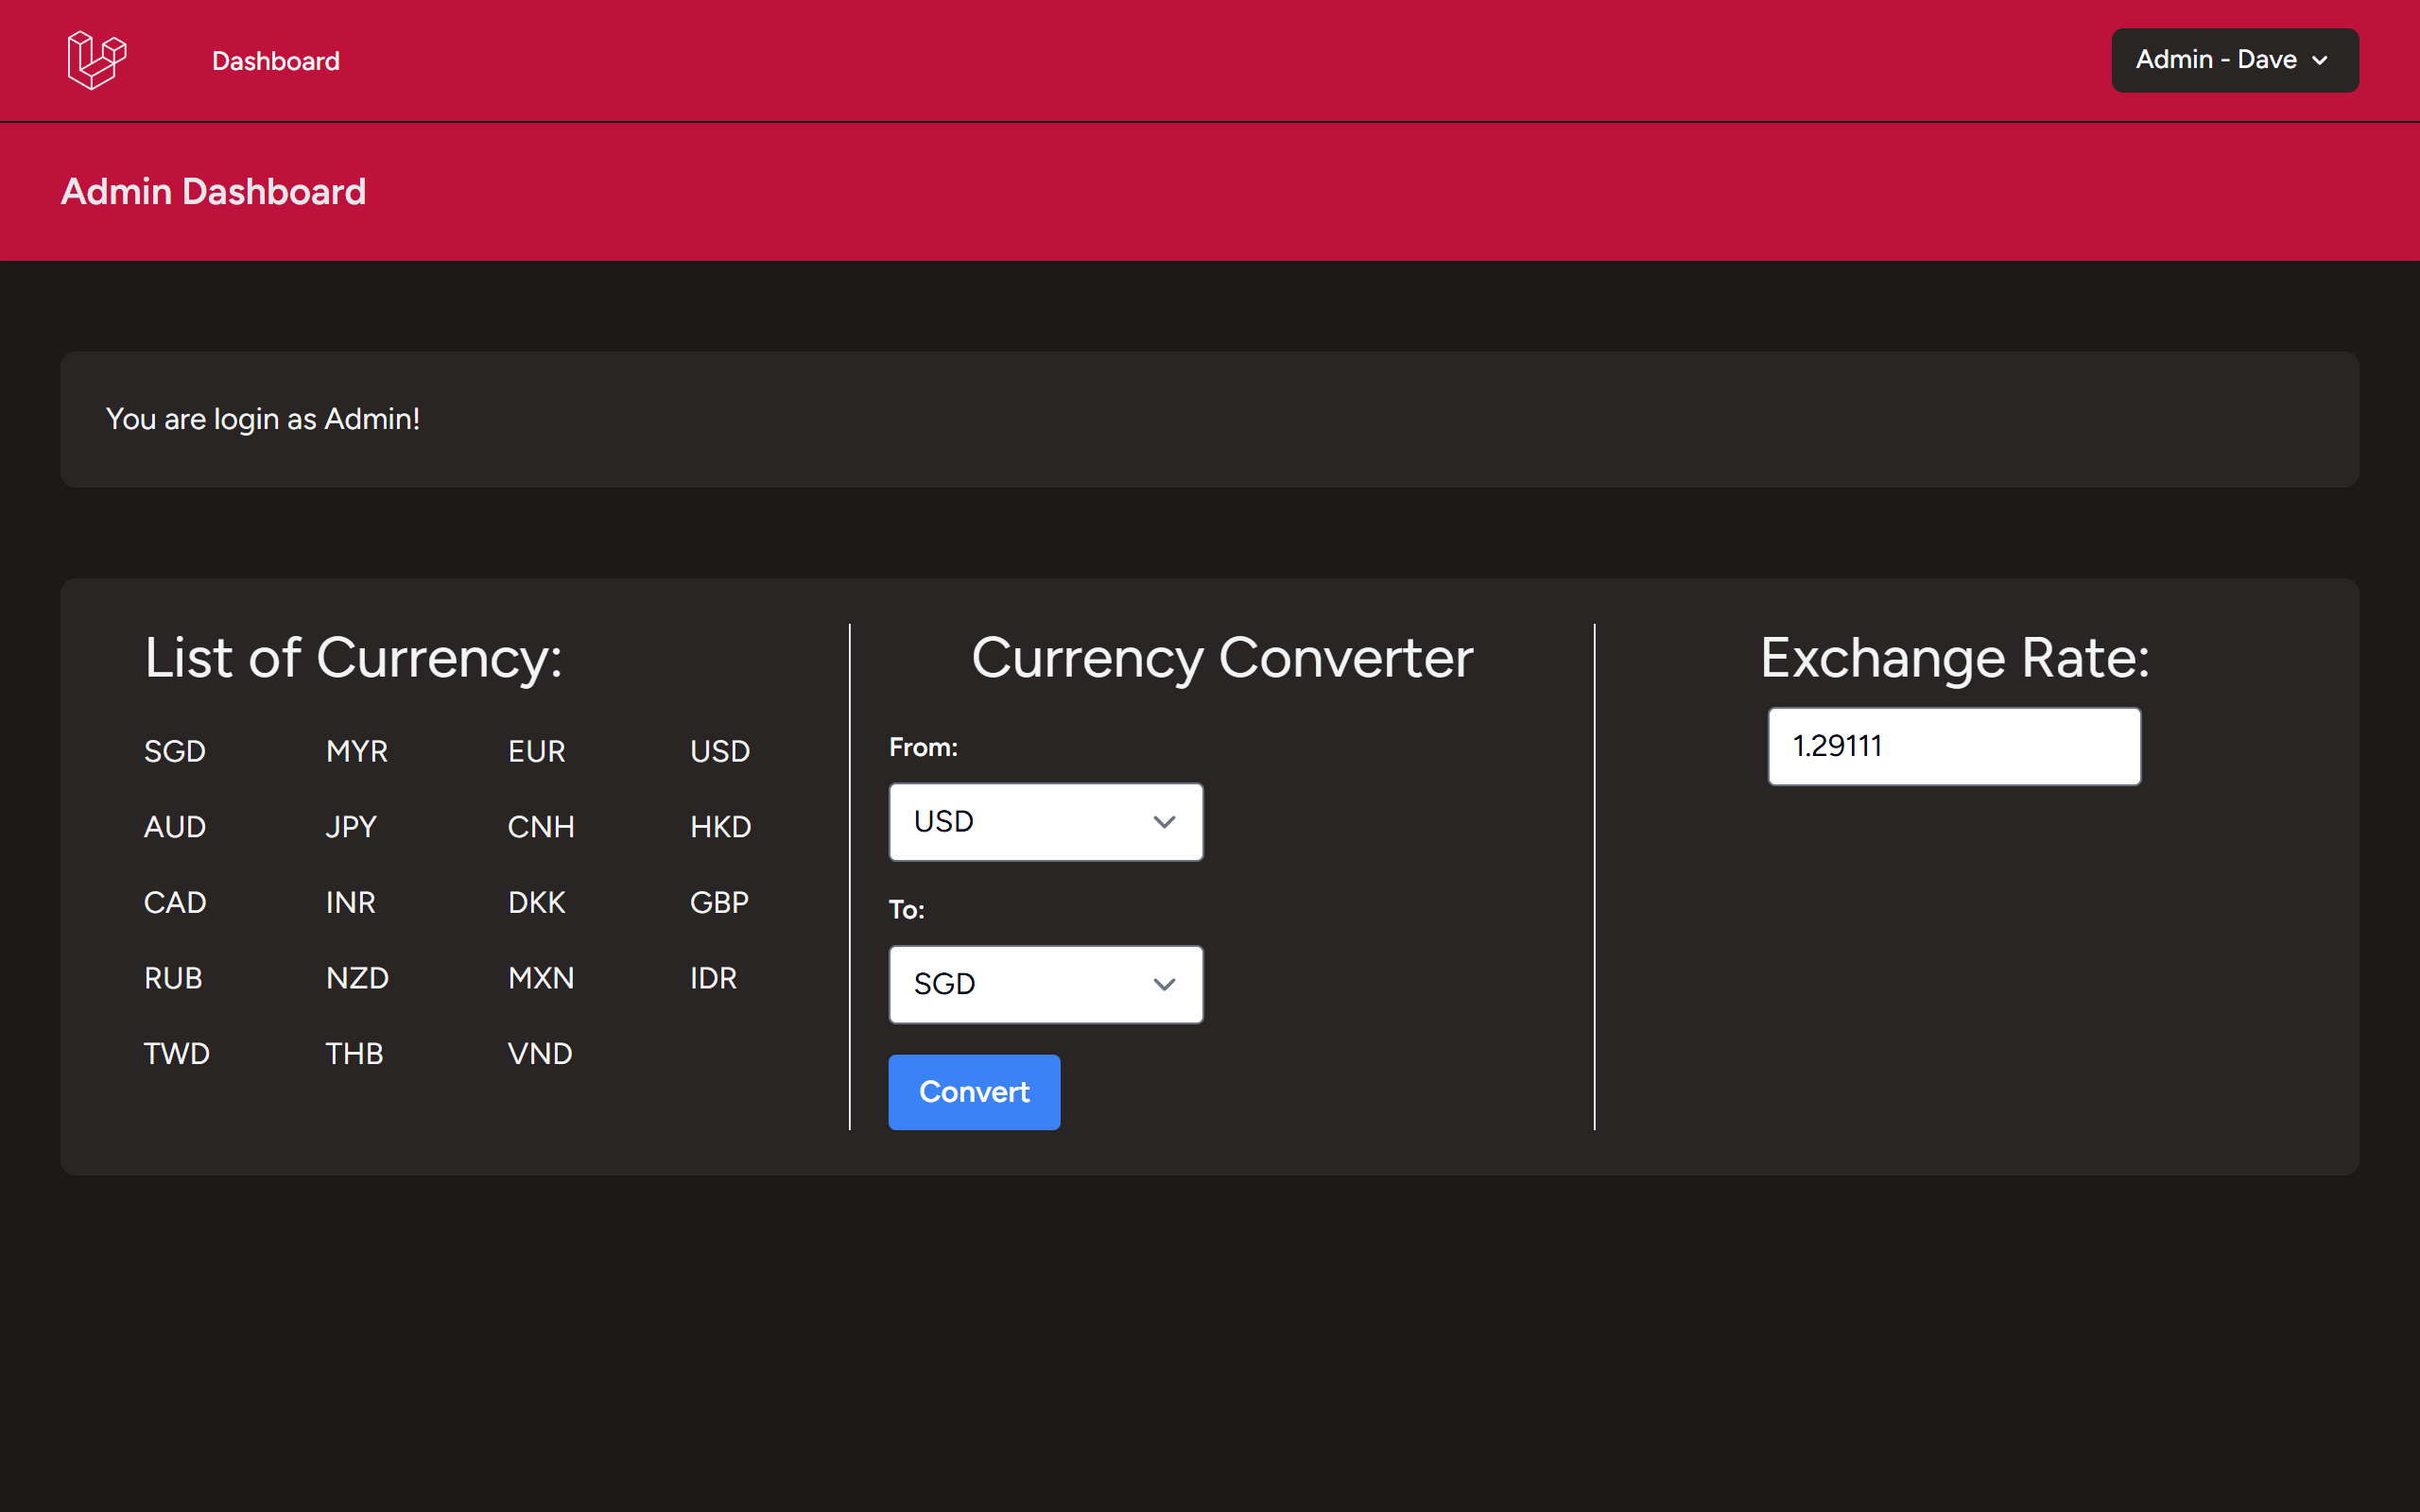 Dashboard
Admin - Dave
Admin Dashboard
You are login as Admin!
List of Currency:
SGD MYR EUR USD
AUD JPY CNH HKD
CAD INR DKK GBP
RUB NZD MXN IDR
TWD THB VND
Currency Converter
From:
USD
To:
SGD
Convert
Exchange Rate:
1.29111